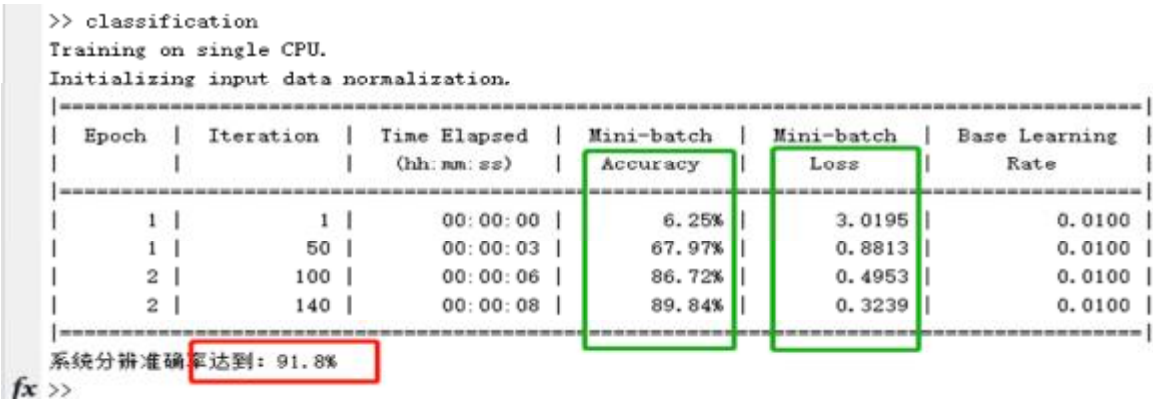 >> classification
Training on single CPU.
Initializing input data normalization.
|========================================================================================|
| Epoch | Iteration | Time Elapsed | Mini-batch | Mini-batch | Base Learning |
| | | (hh:mm:ss) | Accuracy | Loss | Rate |
|========================================================================================|
| 1 | 1 | 00:00:00 | 6.25% | 3.0195 | 0.0100 |
| 1 | 50 | 00:00:03 | 67.97% | 0.8813 | 0.0100 |
| 2 | 100 | 00:00:06 | 86.72% | 0.4953 | 0.0100 |
| 2 | 140 | 00:00:08 | 89.84% | 0.3239 | 0.0100 |
|========================================================================================|
系统分辨准确率达到：91.8%
fx >>